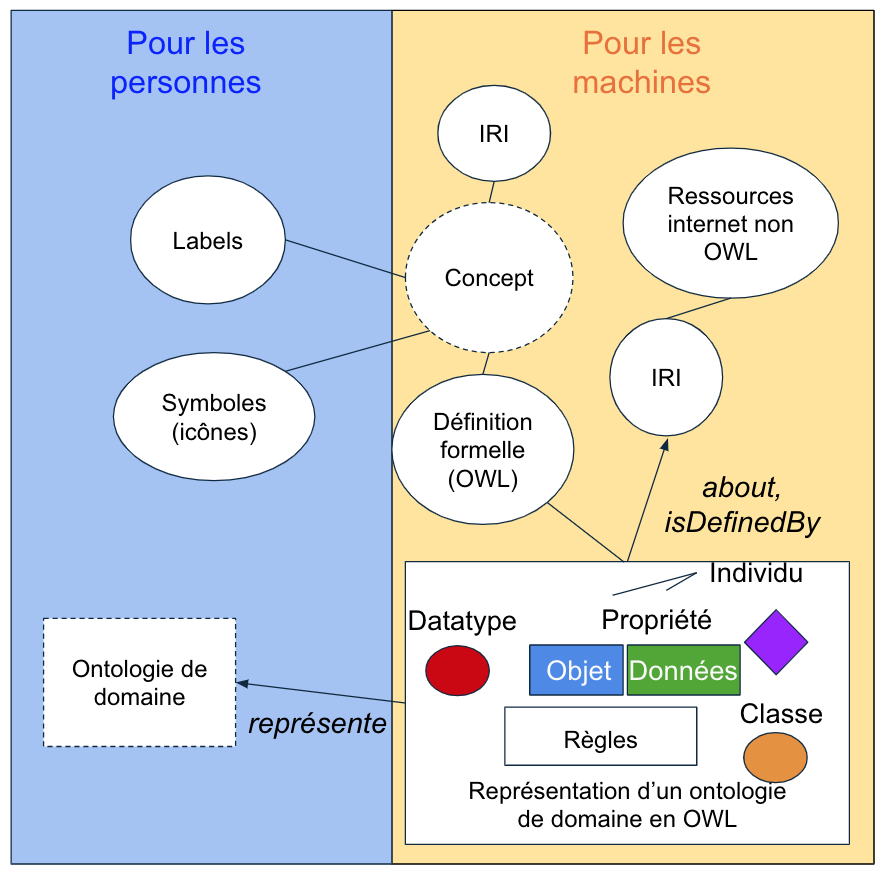 Pour les
personnes
Pour les
machines
IRI
Ressources
internet non
OWL
Labels
Concept
IRI
Symboles
(icônes)
Définition
formelle
(OWL)
about,
isDefinedBy
Individu
Datatype
Propriété
Objet
Données
Ontologie de
domaine
représente
Classe
Règles
Représentation d’un ontologie
de domaine en OWL